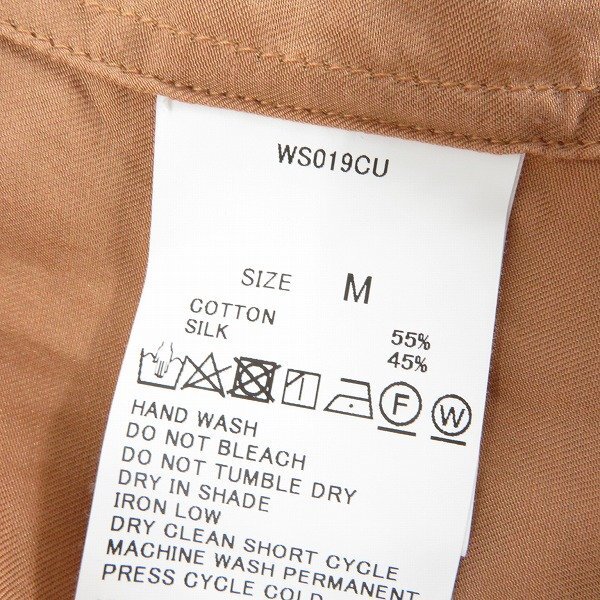 WS019CU
SIZE M
COTTON 55%
SILK 45%
F W
HAND WASH
DO NOT BLEACH
DO NOT TUMBLE DRY
DRY IN SHADE
IRON LOW
DRY CLEAN SHORT CYCLE
MACHINE WASH PERMANENT
PRESS CYCLE COLD